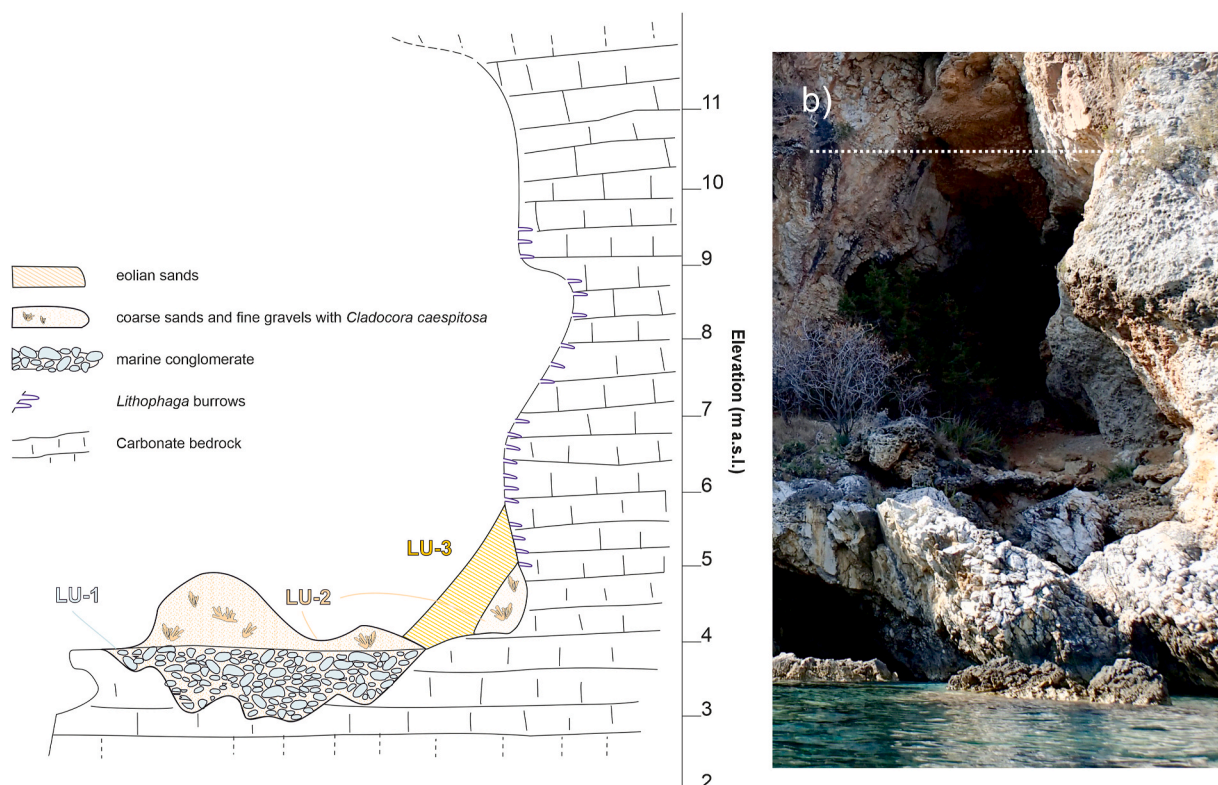 eolian sands
coarse sands and fine gravels with Cladocora caespitosa
marine conglomerate
Lithophaga burrows
Carbonate bedrock
LU-1
LU-2
LU-3
11
10
9
8
7
6
5
4
3
2
Elevation (m a.s.l.)
b)